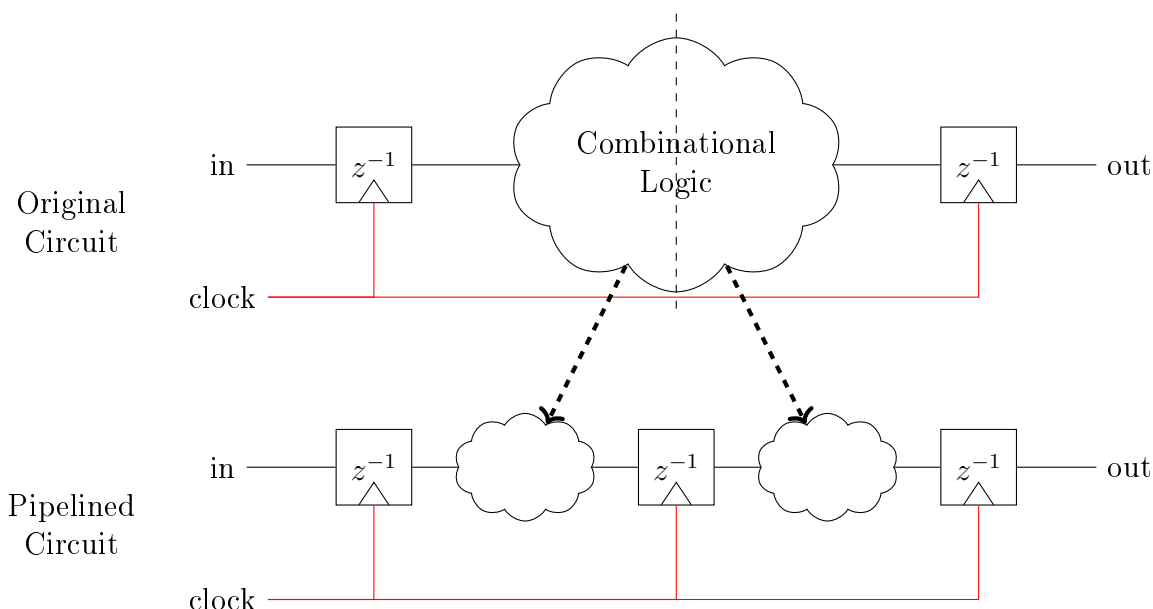 Combinational
Logic
in
z⁻¹
z⁻¹
out
Original
Circuit
clock
in
z⁻¹
z⁻¹
z⁻¹
out
Pipelined
Circuit
clock